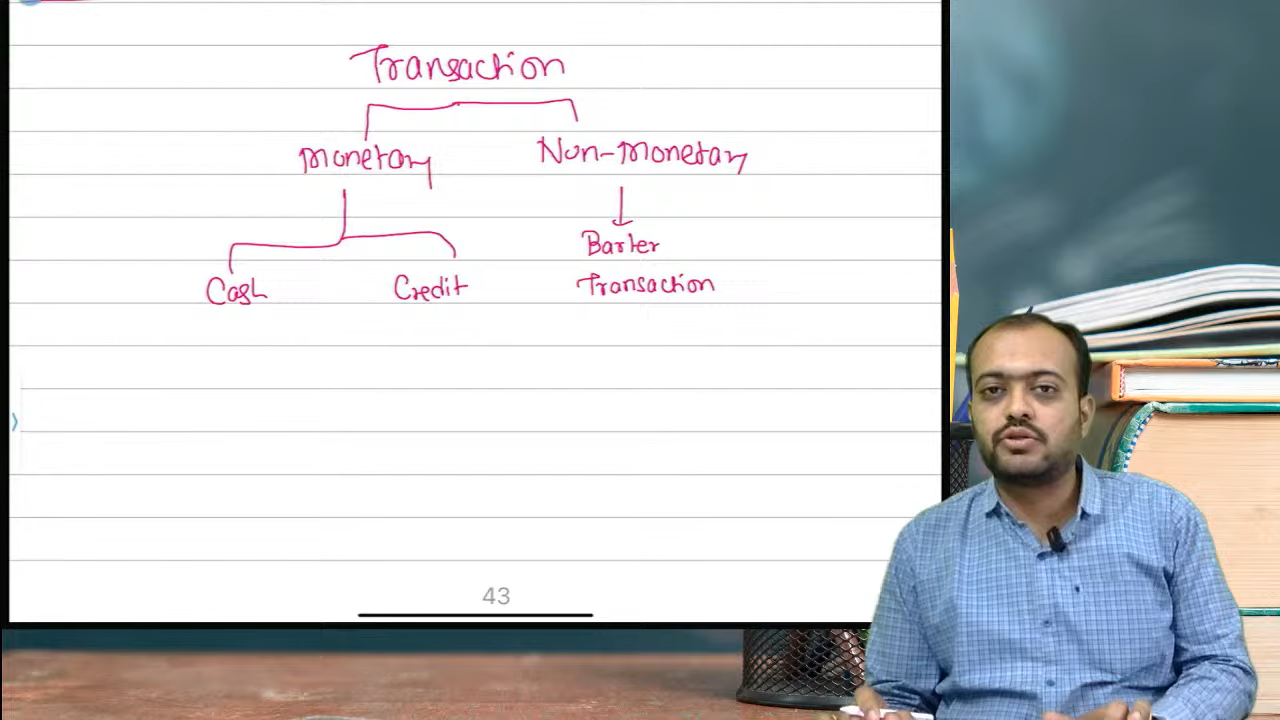 Transaction
Monetary Non-Monetary
Cash Credit Barter
Transaction
43